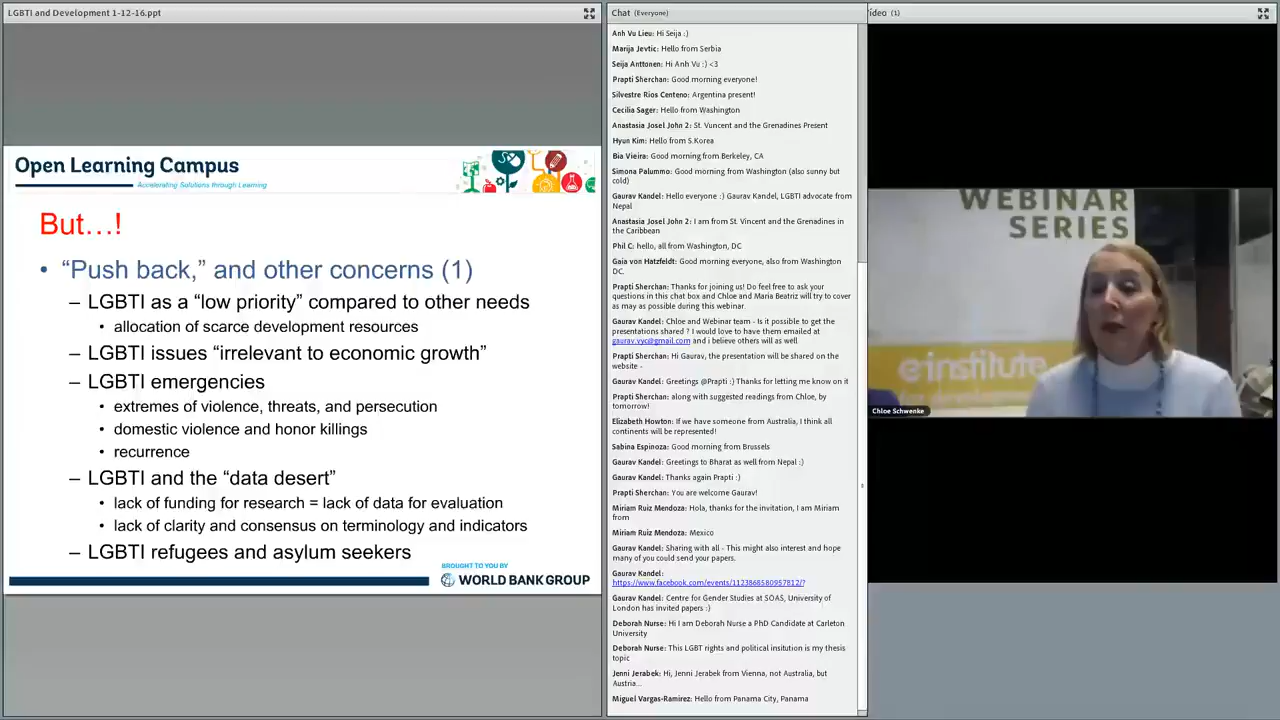 LGBTI and Development 1-12-16.ppt
Open Learning Campus
Accelerating Solutions through Learning
But…!
• “Push back,” and other concerns (1)
– LGBTI as a “low priority” compared to other needs
• allocation of scarce development resources
– LGBTI issues “irrelevant to economic growth”
– LGBTI emergencies
• extremes of violence, threats, and persecution
• domestic violence and honor killings
• recurrence
– LGBTI and the “data desert”
• lack of funding for research = lack of data for evaluation
• lack of clarity and consensus on terminology and indicators
– LGBTI refugees and asylum seekers
BROUGHT TO YOU BY
WORLD BANK GROUP
Chat (Everyone)
Anh Vu Lieu: Hi Seija :)
Marija Jevtic: Hello from Serbia
Seija Anttonen: Hi Anh Vu :) <3
Prapti Sherchan: Good morning everyone!
Silvestre Rios Centeno: Argentina present!
Cecilia Sager: Hello from Washington
Anastasia Josel John 2: St. Vuncent and the Grenadines Present
Hyun Kim: Hello from S.Korea
Bia Vieira: Good morning from Berkeley, CA
Simona Palummo: Good morning from Washington (also sunny but
cold)
Gaurav Kandel: Hello everyone :) Gaurav Kandel, LGBTI advocate from
Nepal
Anastasia Josel John 2: I am from St. Vincent and the Grenadines in
the Caribbean
Phil C: hello, all from Washington, DC
Gaia von Hatzfeldt: Good morning everyone, also from Washington
DC.
Prapti Sherchan: Thanks for joining us! Do feel free to ask your
questions in this chat box and Chloe and Maria Beatriz will try to cover
as may as possible during this webinar.
Gaurav Kandel: Chloe and Webinar team - Is it possible to get the
presentations shared ? I would love to have them emailed at
gaurav.vyc@gmail.com and i believe others will as well
Prapti Sherchan: Hi Gaurav, the presentation will be shared on the
website -
Gaurav Kandel: Greetings @Prapti :) Thanks for letting me know on it
Prapti Sherchan: along with suggested readings from Chloe, by
tomorrow!
Elizabeth Howton: If we have someone from Australia, I think all
continents will be represented!
Sabina Espinoza: Good morning from Brussels
Gaurav Kandel: Greetings to Bharat as well from Nepal :)
Gaurav Kandel: Thanks again Prapti :)
Prapti Sherchan: You are welcome Gaurav!
Miriam Ruiz Mendoza: Hola, thanks for the invitation, I am Miriam
from
Miriam Ruiz Mendoza: Mexico
Gaurav Kandel: Sharing with all - This might also interest and hope
many of you could send your papers.
Gaurav Kandel:
https://www.facebook.com/events/1123868580957812/?
Gaurav Kandel: Centre for Gender Studies at SOAS, University of
London has invited papers :)
Deborah Nurse: Hi I am Deborah Nurse a PhD Candidate at Carleton
University
Deborah Nurse: This LGBT rights and political insitution is my thesis
topic
Jenni Jerabek: Hi, Jenni Jerabek from Vienna, not Australia, but
Austria...
Miguel Vargas-Ramirez: Hello from Panama City, Panama
ideo (1)
WEBINAR
SERIES
e-institute
Chloe Schwenke